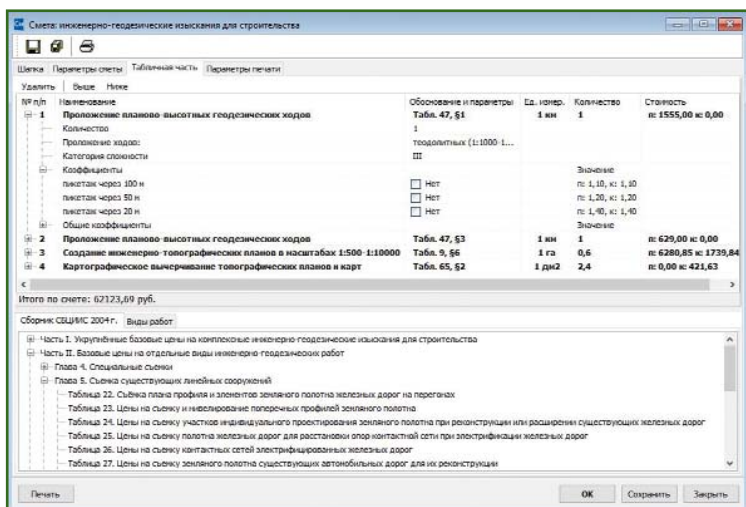 Смета: инженерно-геодезические изыскания для строительства
Шапка Параметры сметы Табличная часть Параметры печати
Удалить Выше Ниже
№ п/п Наименование Обоснование и параметры Ед. измер. Количество Стоимость
1 Проложение планово-высотных геодезических ходов Табл. 47, §1 1 км 1 п: 1555,00 к: 0,00
Количество 1
Проложение ходов: теодолитных (1:1000-1...
Категория сложности III
Коэффициенты Значение
пикетаж через 100 м Нет п: 1,10, к: 1,10
пикетаж через 50 м Нет п: 1,20, к: 1,20
пикетаж через 20 м Нет п: 1,40, к: 1,40
Общие коэффициенты Значение
2 Проложение планово-высотных геодезических ходов Табл. 47, §3 1 км 1 п: 629,00 к: 0,00
3 Создание инженерно-топографических планов в масштабах 1:500-1:10000 Табл. 9, §6 1 га 0,6 п: 6280,85 к: 1739,84
4 Картографическое вычерчивание топографических планов и карт Табл. 65, §2 1 дм2 2,4 п: 0,00 к: 421,63
Итого по смете: 62123,69 руб.
Сборник СБЦИИС 2004 г. Виды работ
Часть I. Укрупнённые базовые цены на комплексные инженерно-геодезические изыскания для строительства
Часть II. Базовые цены на отдельные виды инженерно-геодезических работ
Глава 4. Специальные съемки
Глава 5. Съемка существующих линейных сооружений
Таблица 22. Съёмка плана профиля и элементов земляного полотна железных дорог на перегонах
Таблица 23. Цены на съемку и нивелирование поперечных профилей земляного полотна
Таблица 24. Цены на съемку участков индивидуального проектирования земляного полотна при реконструкции или расширении существующих железных дорог
Таблица 25. Цены на съемку полотна железных дорог для расстановки опор контактной сети при электрификации железных дорог
Таблица 26. Цены на съемку контактных сетей электрифицированных железных дорог
Таблица 27. Цены на съемку земляного полотна существующих автомобильных дорог для их реконструкции
Печать ОК Сохранить Закрыть